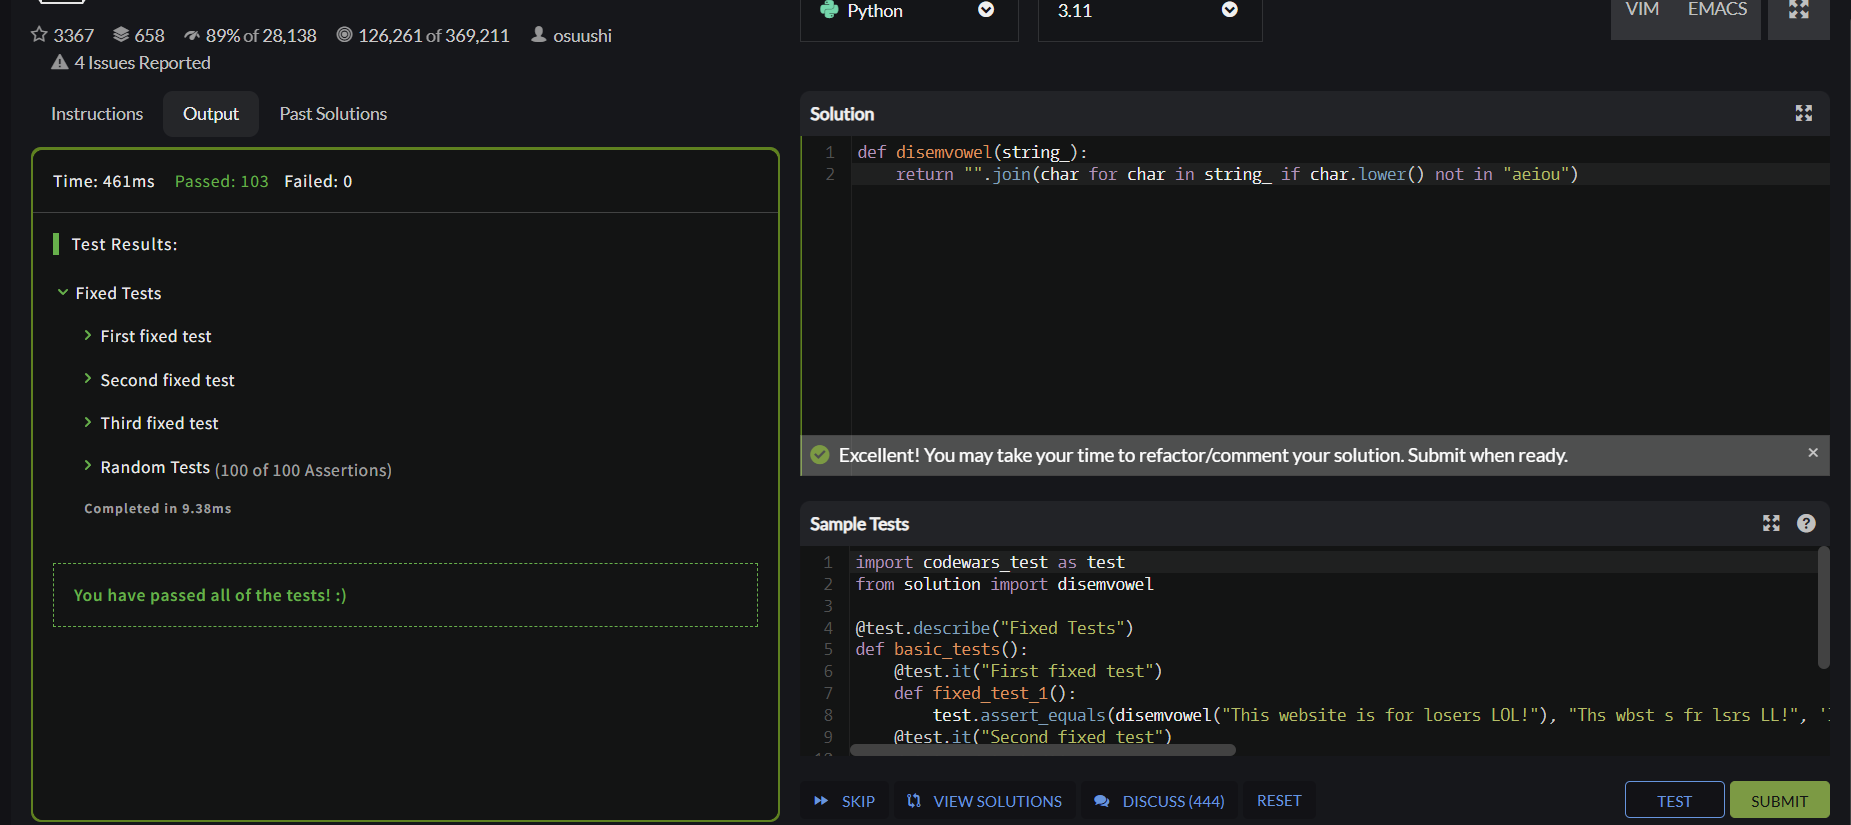 Python
3.11
VIM EMACS
3367 658 89% of 28,138 126,261 of 369,211 osuushi
4 Issues Reported
Instructions Output Past Solutions
Time: 461ms Passed: 103 Failed: 0
Test Results:
Fixed Tests
First fixed test
Second fixed test
Third fixed test
Random Tests (100 of 100 Assertions)
Completed in 9.38ms
You have passed all of the tests! :)
Solution
1 def disemvowel(string_):
2     return "".join(char for char in string_ if char.lower() not in "aeiou")
Excellent! You may take your time to refactor/comment your solution. Submit when ready. ×
Sample Tests ?
1 import codewars_test as test
2 from solution import disemvowel
3
4 @test.describe("Fixed Tests")
5 def basic_tests():
6     @test.it("First fixed test")
7     def fixed_test_1():
8         test.assert_equals(disemvowel("This website is for losers LOL!"), "Ths wbst s fr lsrs LL!", '
9     @test.it("Second fixed test")
SKIP VIEW SOLUTIONS DISCUSS (444) RESET TEST SUBMIT